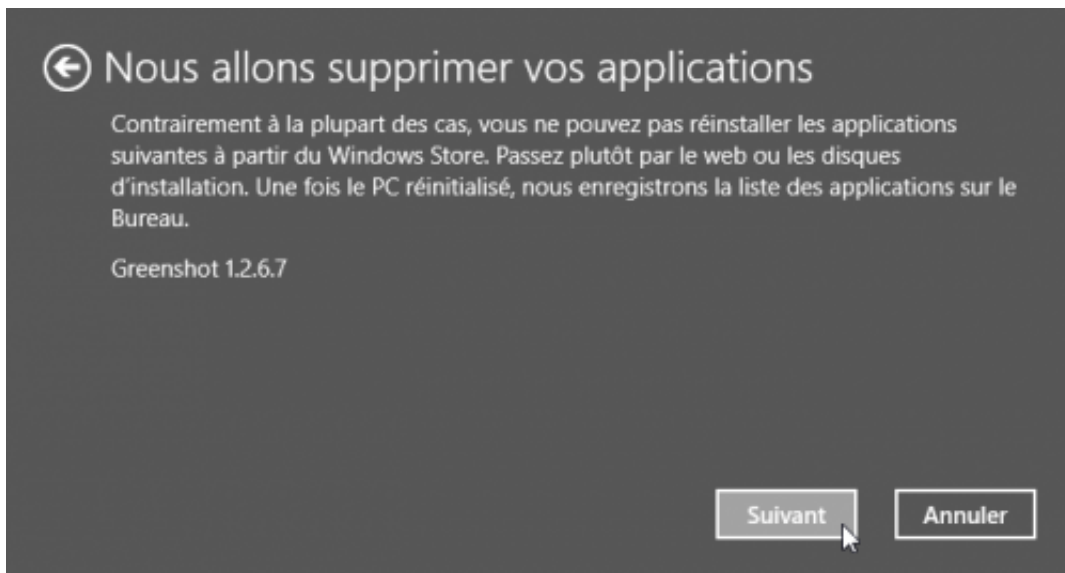 Nous allons supprimer vos applications
Contrairement à la plupart des cas, vous ne pouvez pas réinstaller les applications
suivantes à partir du Windows Store. Passez plutôt par le web ou les disques
d'installation. Une fois le PC réinitialisé, nous enregistrons la liste des applications sur le
Bureau.
Greenshot 1.2.6.7
Suivant
Annuler